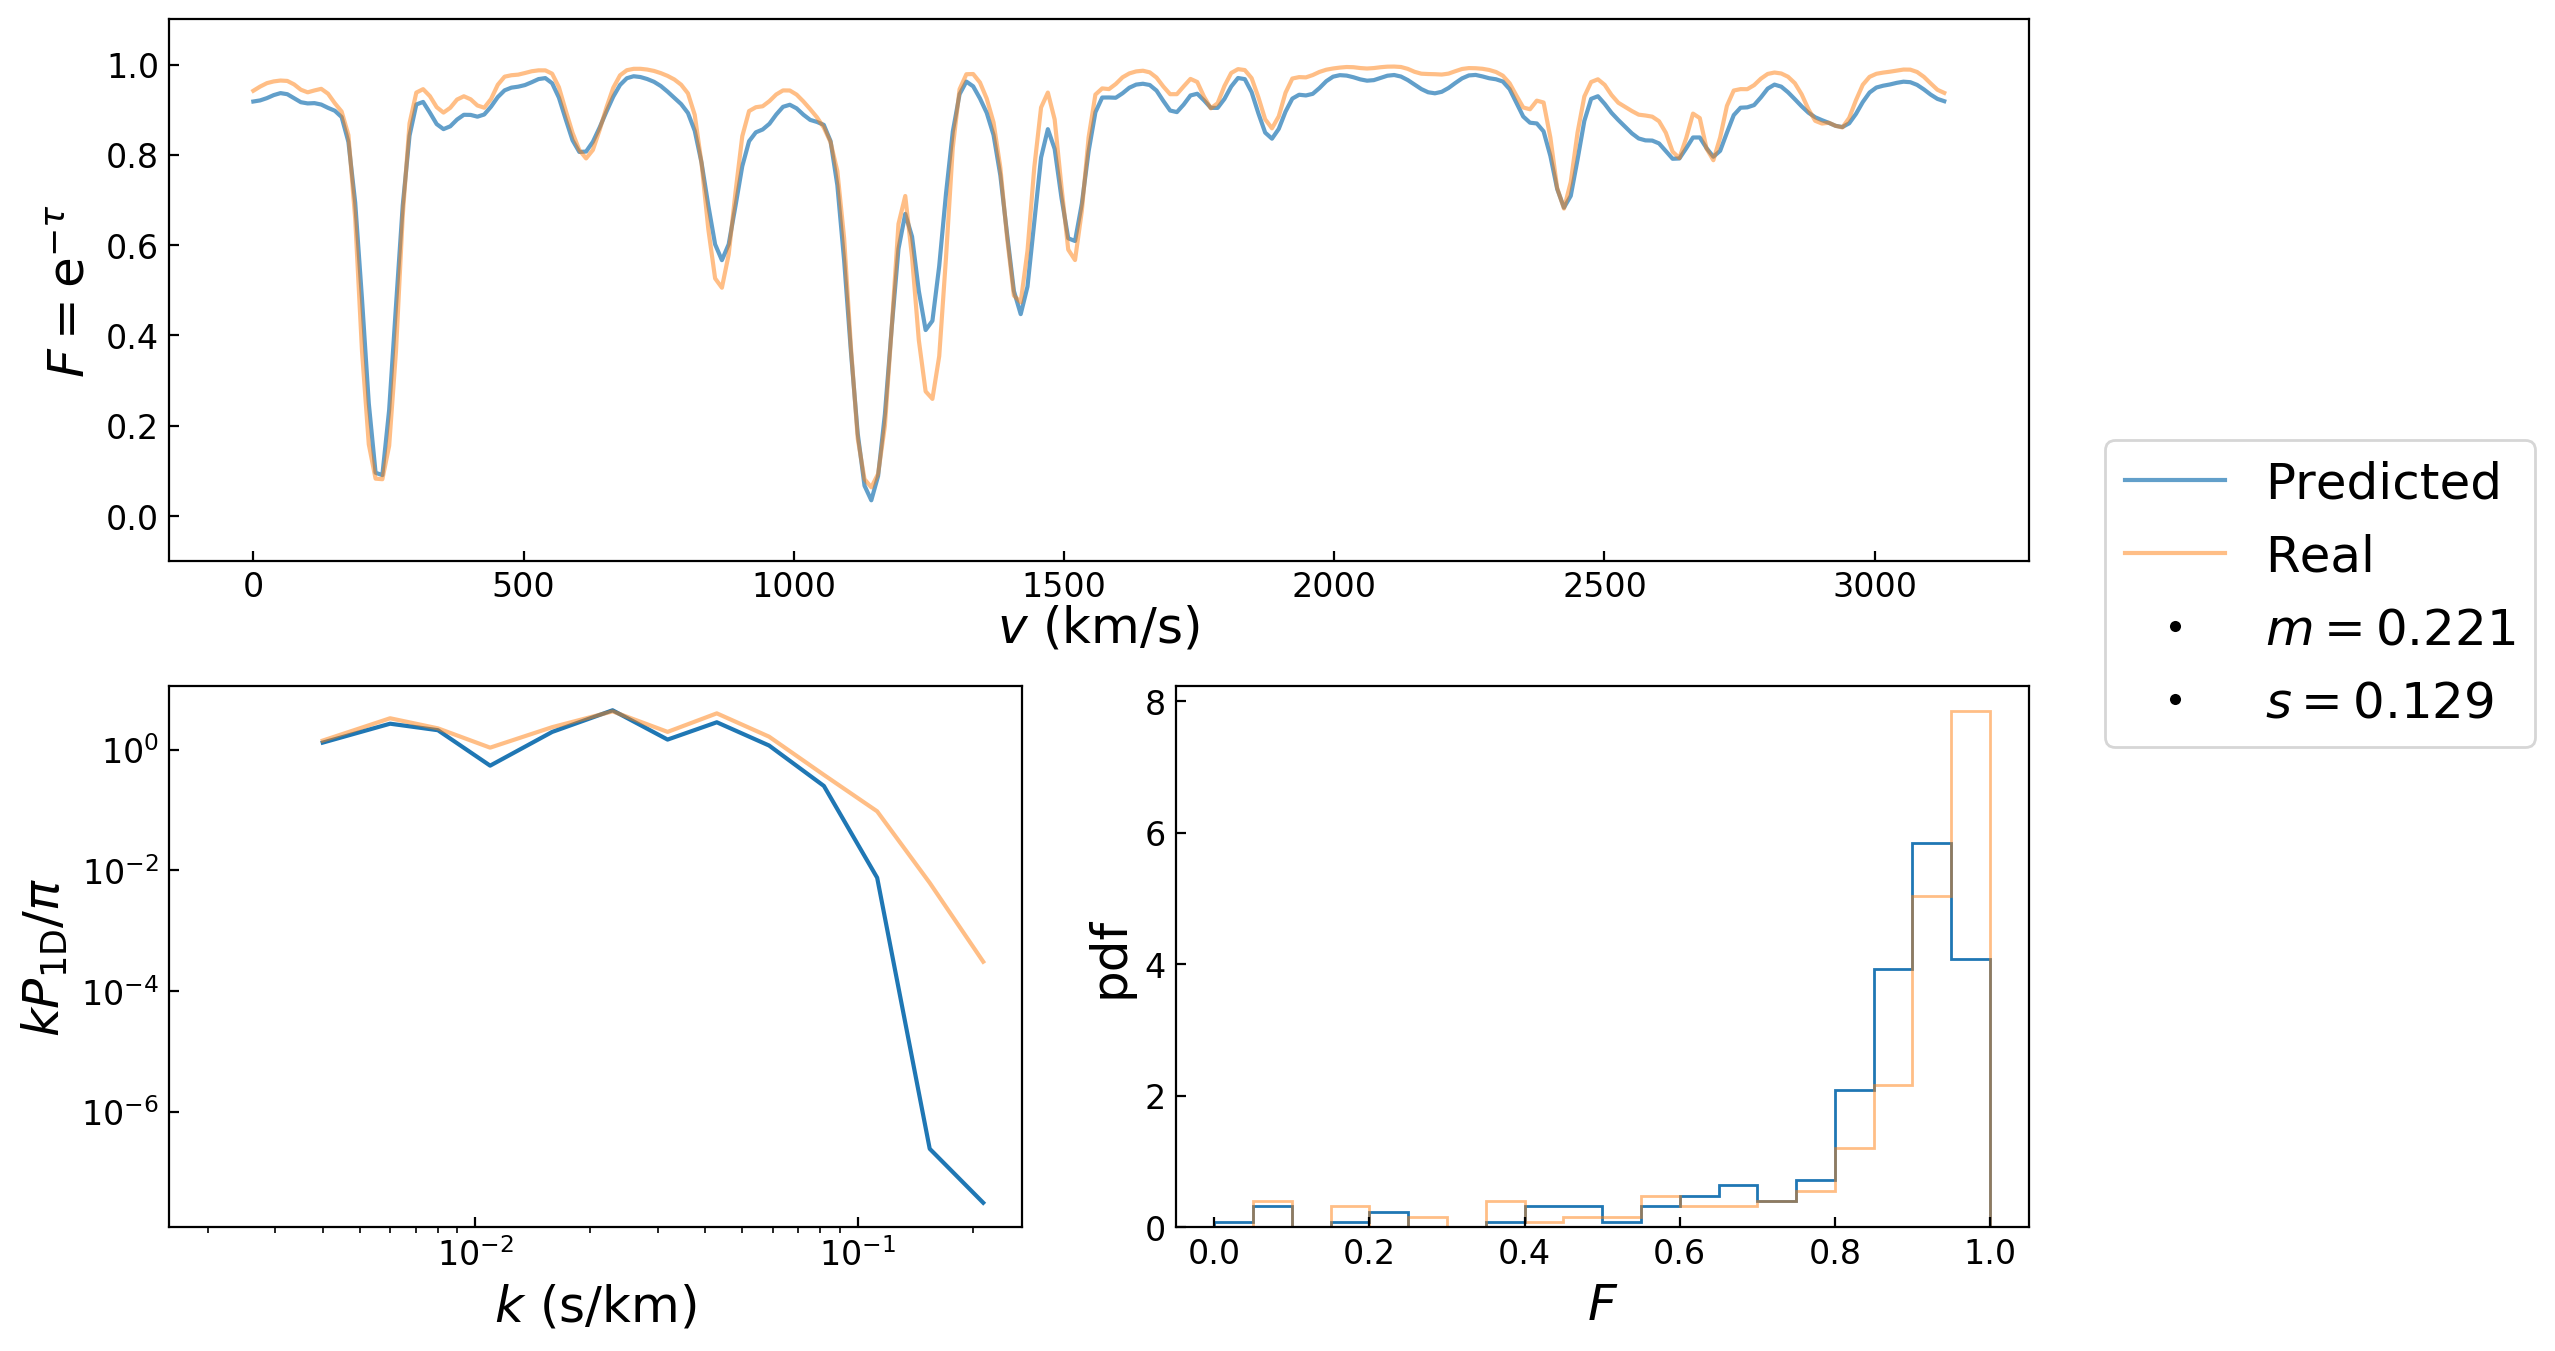 F = e^{−τ}
1.0
0.8
0.6
0.4
0.2
0.0
0 500 1000 1500 2000 2500 3000
v (km/s)
Predicted
Real
m = 0.221
s = 0.129
kP_{1D}/π
10^{0}
10^{−2}
10^{−4}
10^{−6}
10^{−2} 10^{−1}
k (s/km)
pdf
8
6
4
2
0
0.0 0.2 0.4 0.6 0.8 1.0
F